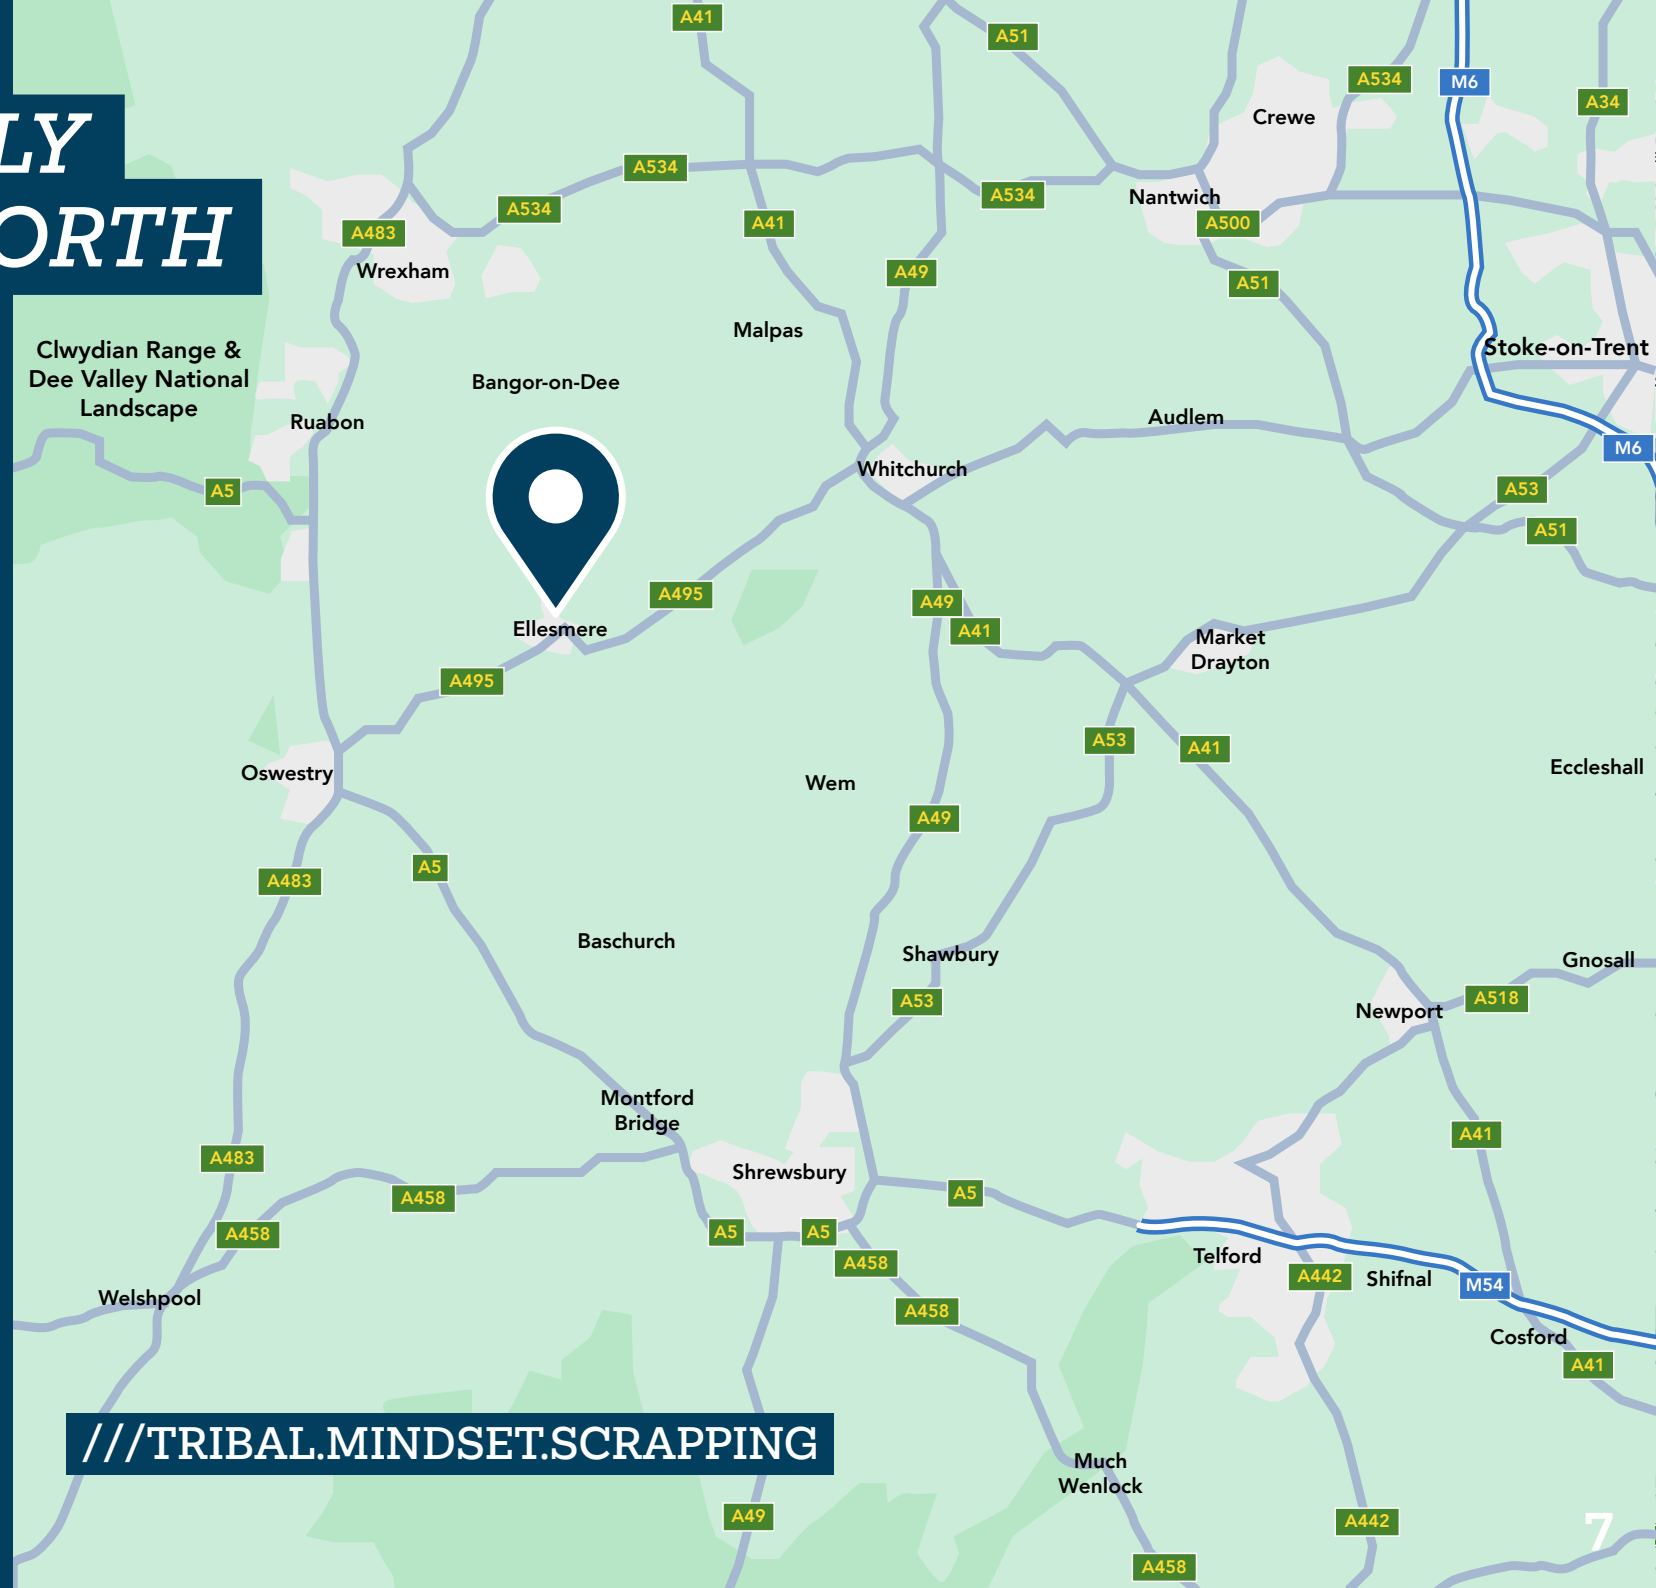 A41
A51
A534
M6
LY
A34
Crewe
A534
A534
A534
Nantwich
ORTH
A483
A41
A500
Wrexham
A49
A51
Malpas
Stoke-on-Trent
Clwydian Range &
Dee Valley National
Landscape
Bangor-on-Dee
Ruabon
Audlem
M6
Whitchurch
A5
A53
A51
A495
A49
A41
Ellesmere
Market
Drayton
A495
A53
A41
Oswestry
Wem
Eccleshall
A49
A5
A483
Baschurch
Shawbury
Gnosall
A53
A518
Newport
Montford
Bridge
A41
A483
Shrewsbury
A458
A5
A458
A5
A5
A458
Telford
A442
Shifnal
M54
Welshpool
A458
Cosford
A41
///TRIBAL.MINDSET.SCRAPPING
Much
Wenlock
A49
A442
7
A458